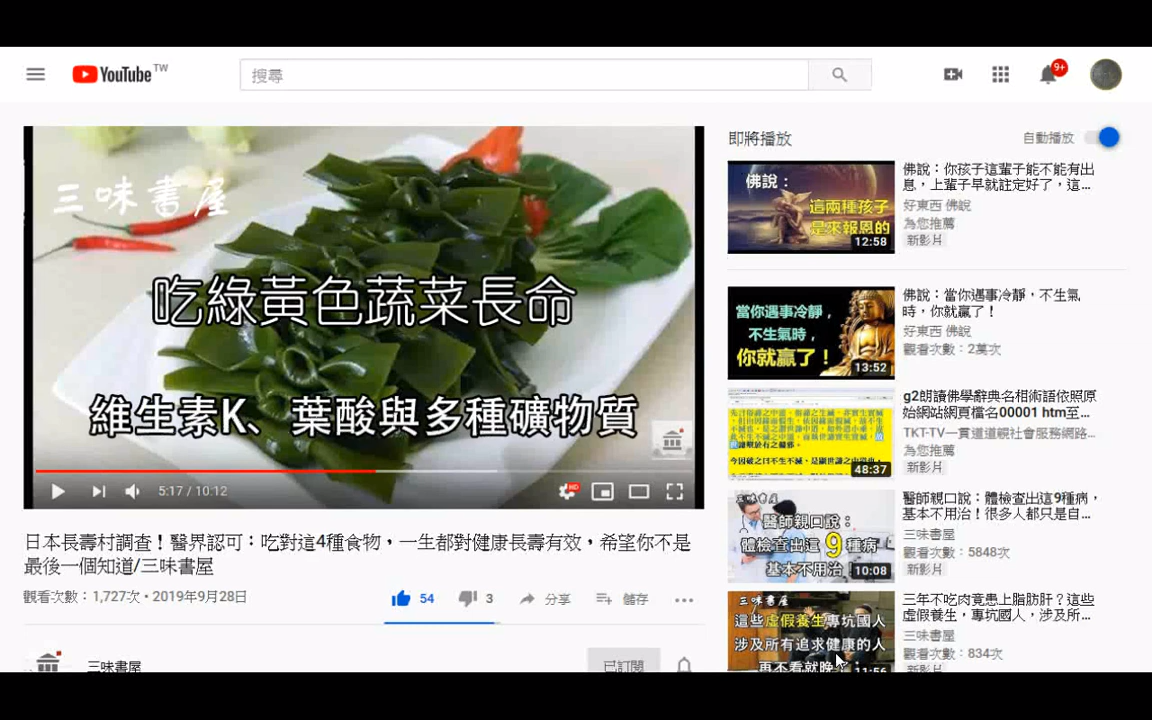 YouTube TW
搜尋
9+
三味書屋
吃綠黃色蔬菜長命
維生素K、葉酸與多種礦物質
5:17 / 10:12
HD
日本長壽村調查！醫界認可：吃對這4種食物，一生都對健康長壽有效，希望你不是
最後一個知道/三味書屋
觀看次數：1,727次 • 2019年9月28日
54
3
分享
儲存
三味書屋
已訂閱
即將播放
自動播放
佛說：
這兩種孩子
是來報恩的
12:58
佛說：你孩子這輩子能不能有出
息，上輩子早就註定好了，這...
好東西 佛說
為您推薦
新影片
當你遇事冷靜，
不生氣時，
你就贏了！
13:52
佛說：當你遇事冷靜，不生氣
時，你就贏了！
好東西 佛說
觀看次數：2萬次
48:37
g2朗讀佛學辭典名相術語依照原
始網站網頁檔名00001 htm至...
TKT-TV一貫道道親社會服務網路...
為您推薦
新影片
三味書屋
醫師親口說：
體檢查出這9種病
基本不用治
10:08
醫師親口說：體檢查出這9種病，
基本不用治！很多人都只是自...
三味書屋
觀看次數：5848次
新影片
三味書屋
這些虛假養生專坑國人
涉及所有追求健康的人
再不看就晚了！
11:56
三年不吃肉竟患上脂肪肝？這些
虛假養生，專坑國人，涉及所...
三味書屋
觀看次數：834次
新影片